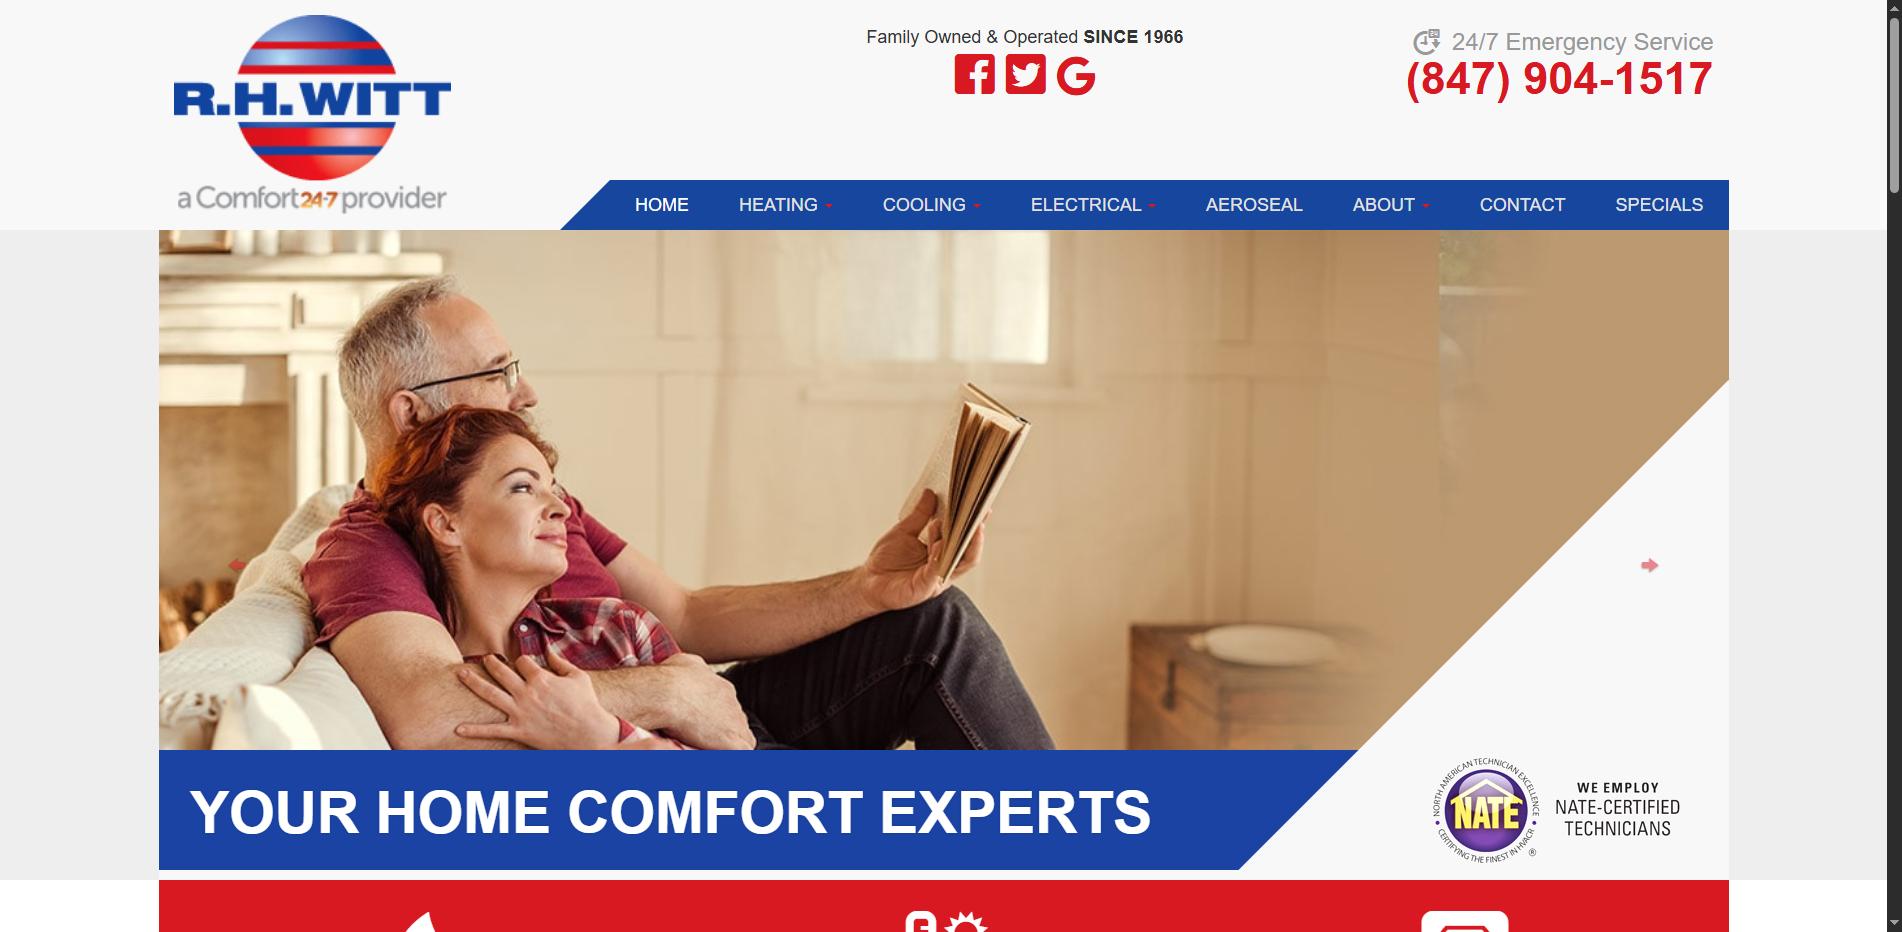 R.H.WITT
a Comfort24-7 provider
Family Owned & Operated SINCE 1966
24/7 Emergency Service
(847) 904-1517
HOME HEATING COOLING ELECTRICAL AEROSEAL ABOUT CONTACT SPECIALS
YOUR HOME COMFORT EXPERTS
NORTH AMERICAN TECHNICIAN EXCELLENCE
NATE
CERTIFYING THE FINEST IN HVACR
®
WE EMPLOY
NATE-CERTIFIED
TECHNICIANS